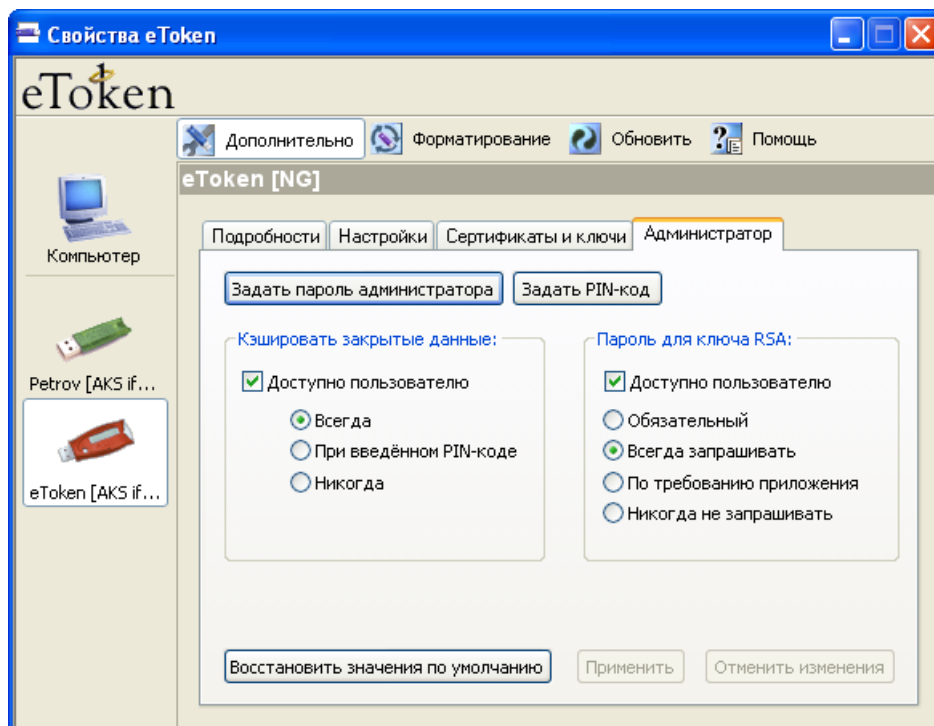 Свойства eToken
eToken
Дополнительно Форматирование Обновить Помощь
eToken [NG]
Компьютер
Petrov [AKS if...
eToken [AKS if...
Подробности Настройки Сертификаты и ключи Администратор
Задать пароль администратора Задать PIN-код
Кэшировать закрытые данные:
Доступно пользователю
Всегда
При введённом PIN-коде
Никогда
Пароль для ключа RSA:
Доступно пользователю
Обязательный
Всегда запрашивать
По требованию приложения
Никогда не запрашивать
Восстановить значения по умолчанию Применить Отменить изменения